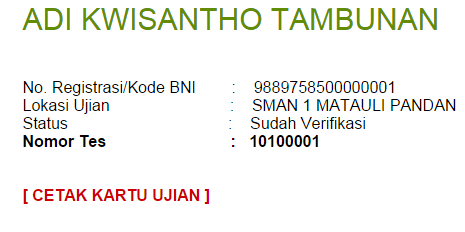 ADI KWISANTHO TAMBUNAN
No. Registrasi/Kode BNI : 9889758500000001
Lokasi Ujian : SMAN 1 MATAULI PANDAN
Status : Sudah Verifikasi
Nomor Tes : 10100001
[ CETAK KARTU UJIAN ]